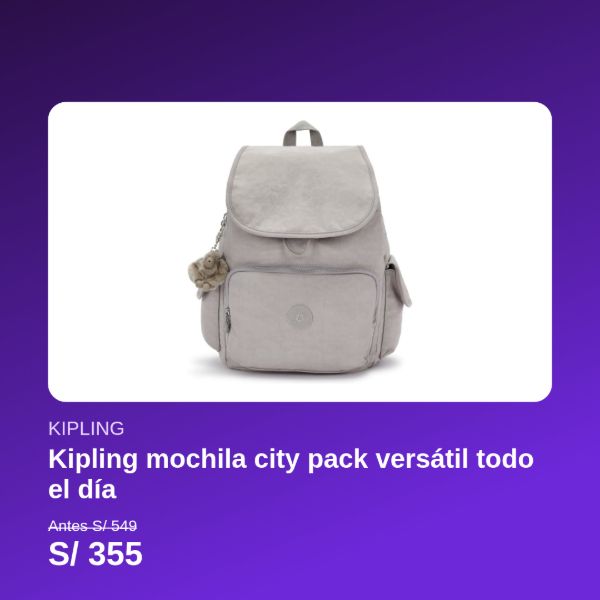 KIPLING
Kipling mochila city pack versátil todo
el día
Antes S/ 549
S/ 355